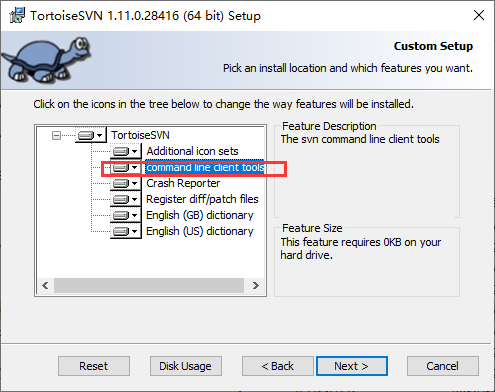 TortoiseSVN 1.11.0.28416 (64 bit) Setup
Custom Setup
Pick an install location and which features you want.
Click on the icons in the tree below to change the way features will be installed.
TortoiseSVN
Additional icon sets
command line client tools
Crash Reporter
Register diff/patch files
English (GB) dictionary
English (US) dictionary
Feature Description
The svn command line client tools
Feature Size
This feature requires 0KB on your
hard drive.
Reset
Disk Usage
< Back
Next >
Cancel